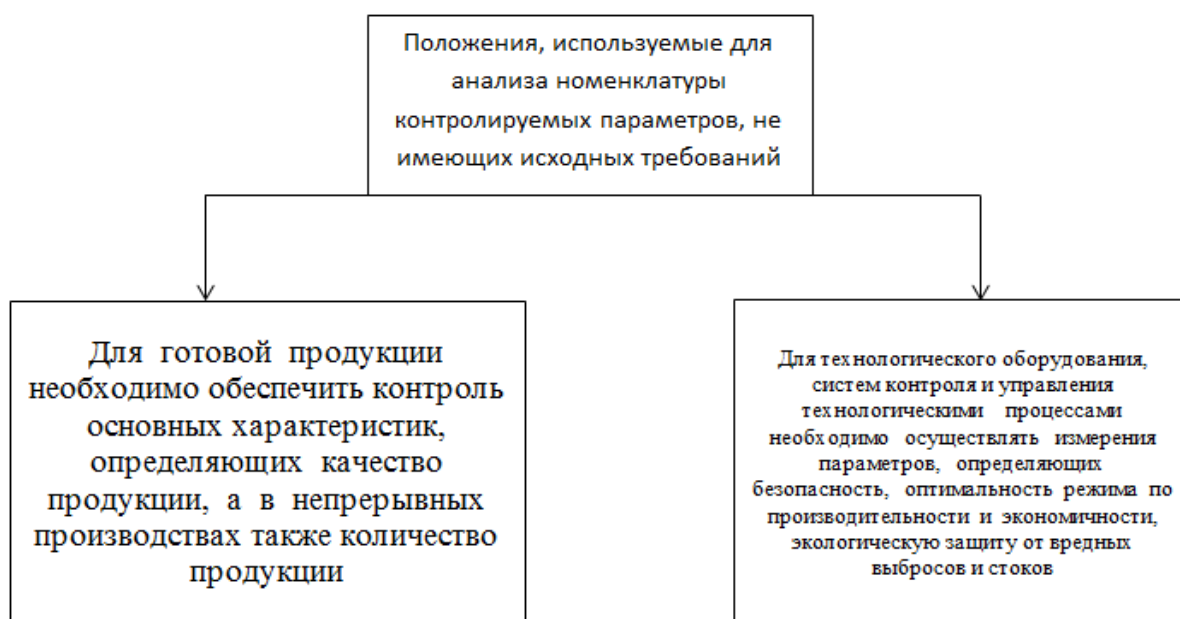 Положения, используемые для
анализа номенклатуры
контролируемых параметров, не
имеющих исходных требований
Для готовой продукции
необходимо обеспечить контроль
основных характеристик,
определяющих качество
продукции, а в непрерывных
производствах также количество
продукции
Для технологического оборудования,
систем контроля и управления
технологическими процессами
необходимо осуществлять измерения
параметров, определяющих
безопасность, оптимальность режима по
производительности и экономичности,
экологическую защиту от вредных
выбросов и стоков